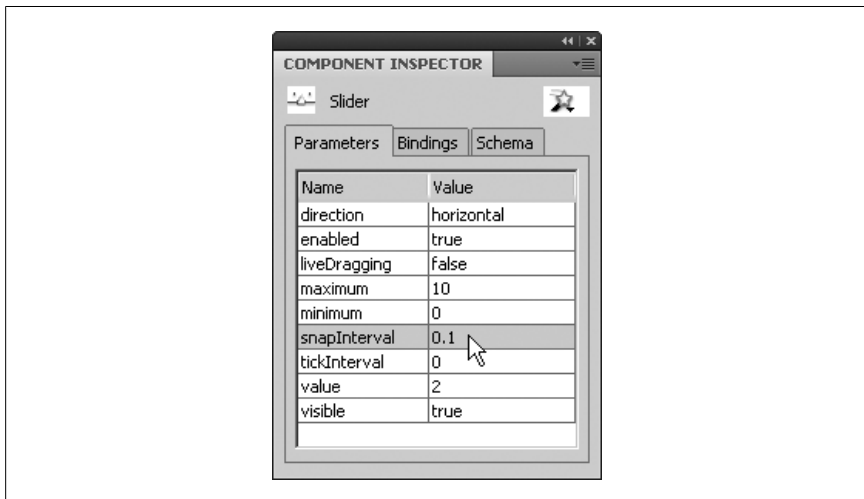 COMPONENT INSPECTOR
Slider
Parameters Bindings Schema
Name Value
direction horizontal
enabled true
liveDragging false
maximum 10
minimum 0
snapInterval 0.1
tickInterval 0
value 2
visible true